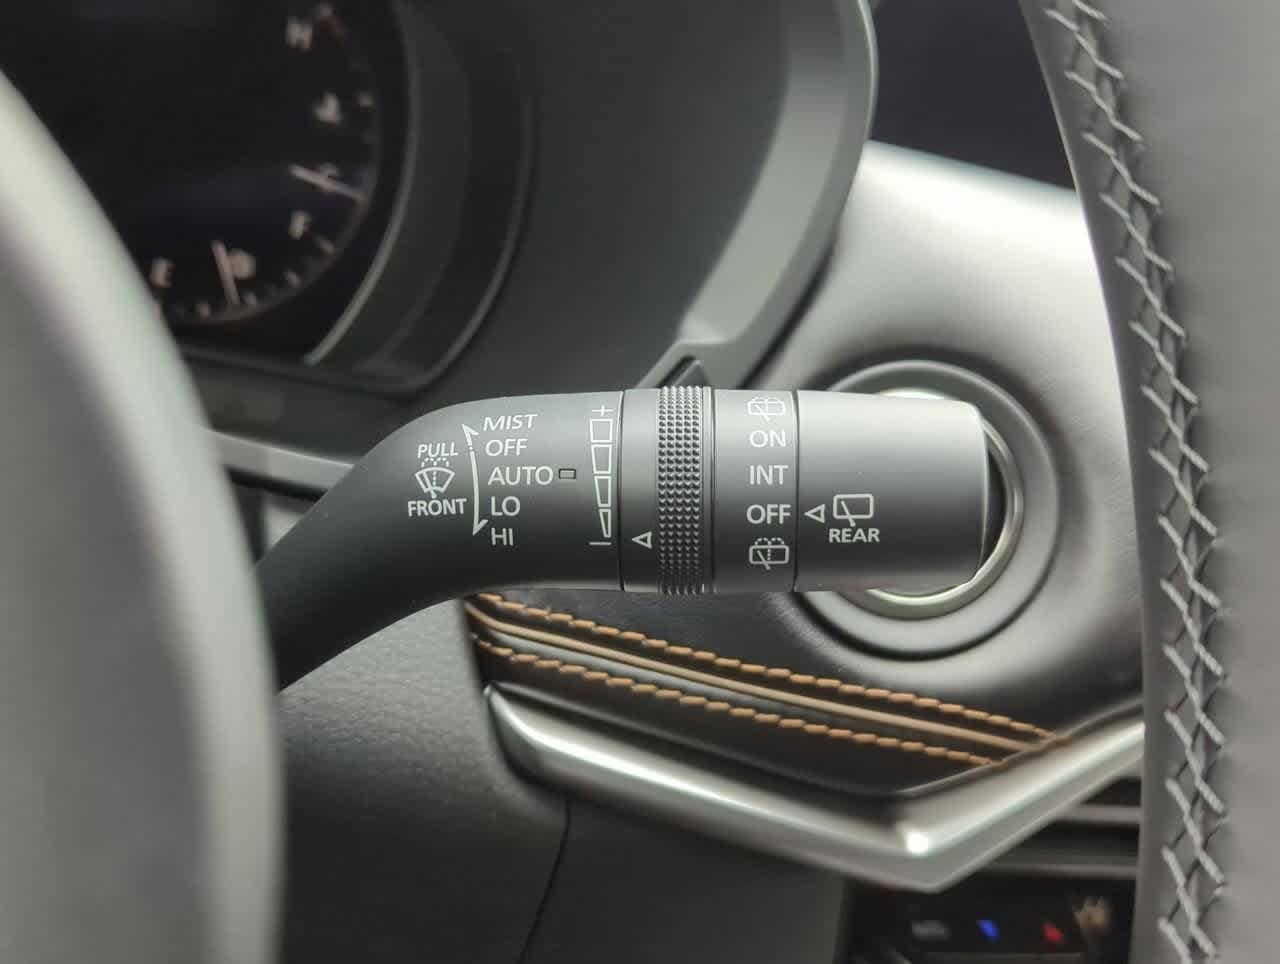 PULL
FRONT
MIST
OFF
AUTO
LO
HI
+
-
ON
INT
OFF
REAR
H
C
F
E